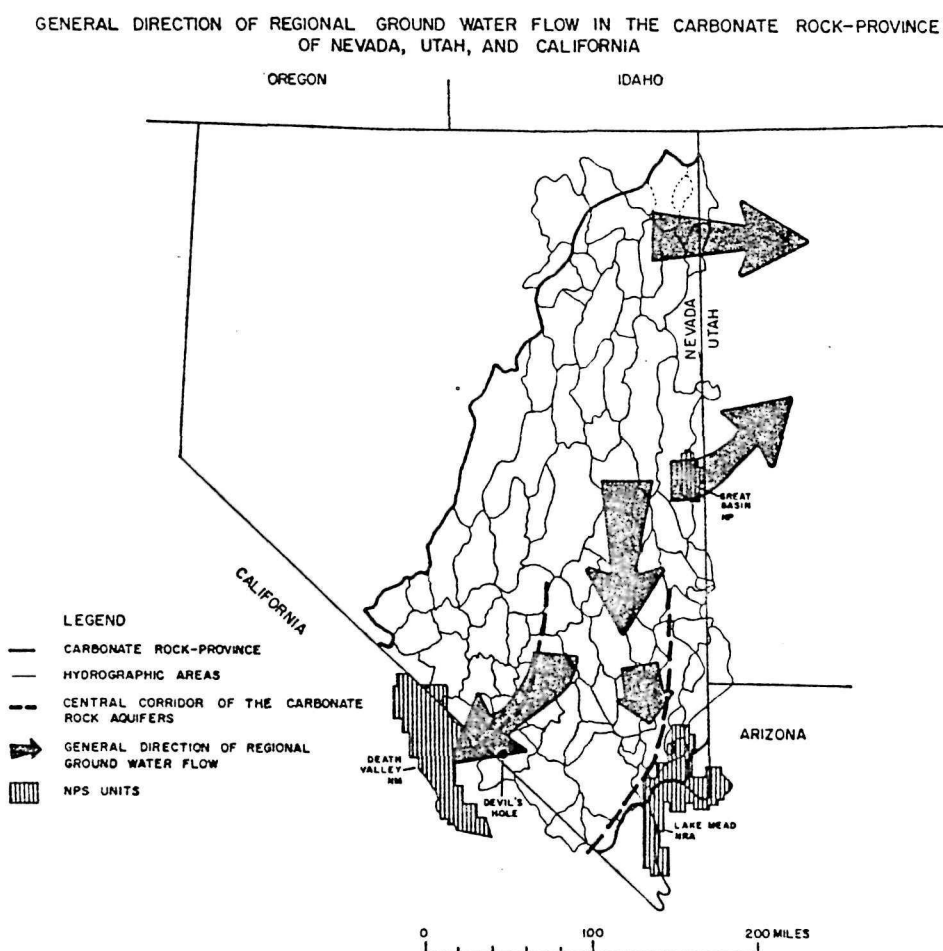 GENERAL DIRECTION OF REGIONAL GROUND WATER FLOW IN THE CARBONATE ROCK-PROVINCE
OF NEVADA, UTAH, AND CALIFORNIA
OREGON
IDAHO
NEVADA
UTAH
GREAT
BASIN
NP
CALIFORNIA
LEGEND
CARBONATE ROCK-PROVINCE
HYDROGRAPHIC AREAS
CENTRAL CORRIDOR OF THE CARBONATE
ROCK AQUIFERS
GENERAL DIRECTION OF REGIONAL
GROUND WATER FLOW
NPS UNITS
DEATH
VALLEY
NM
DEVIL'S
HOLE
ARIZONA
LAKE MEAD
NRA
0 100 200 MILES